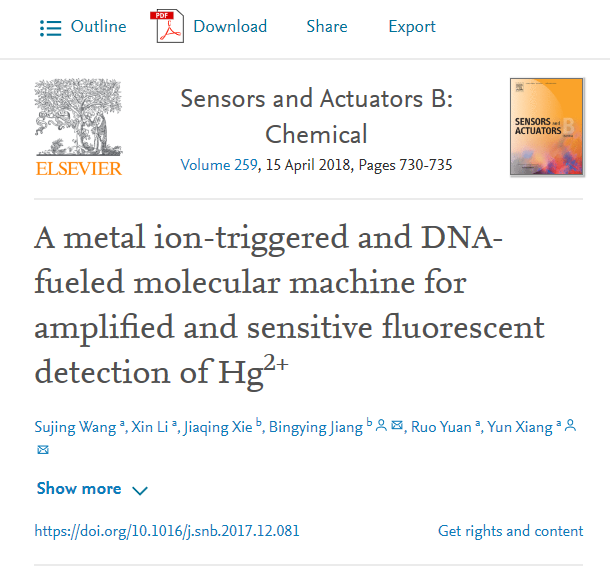 Outline PDF Download Share Export
Sensors and Actuators B:
Chemical
Volume 259, 15 April 2018, Pages 730-735
ELSEVIER
SENSORS and
ACTUATORS B
A metal ion-triggered and DNA-
fueled molecular machine for
amplified and sensitive fluorescent
detection of Hg²⁺
Sujing Wang ᵃ, Xin Li ᵃ, Jiaqing Xie ᵇ, Bingying Jiang ᵇ, Ruo Yuan ᵃ, Yun Xiang ᵃ
Show more
https://doi.org/10.1016/j.snb.2017.12.081 Get rights and content